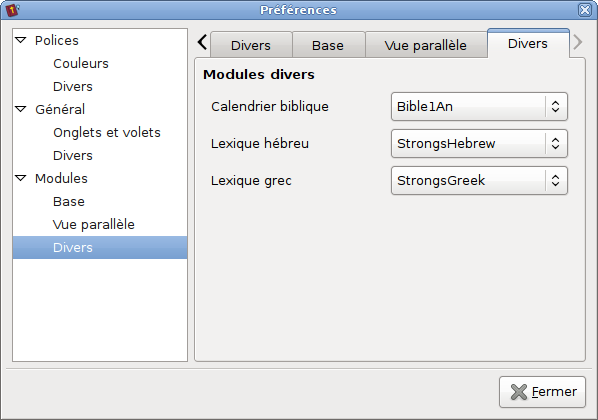 Préférences
Polices
Couleurs
Divers
Général
Onglets et volets
Divers
Modules
Base
Vue parallèle
Divers
Divers
Base
Vue parallèle
Divers
Modules divers
Calendrier biblique
Bible1An
Lexique hébreu
StrongsHebrew
Lexique grec
StrongsGreek
Fermer